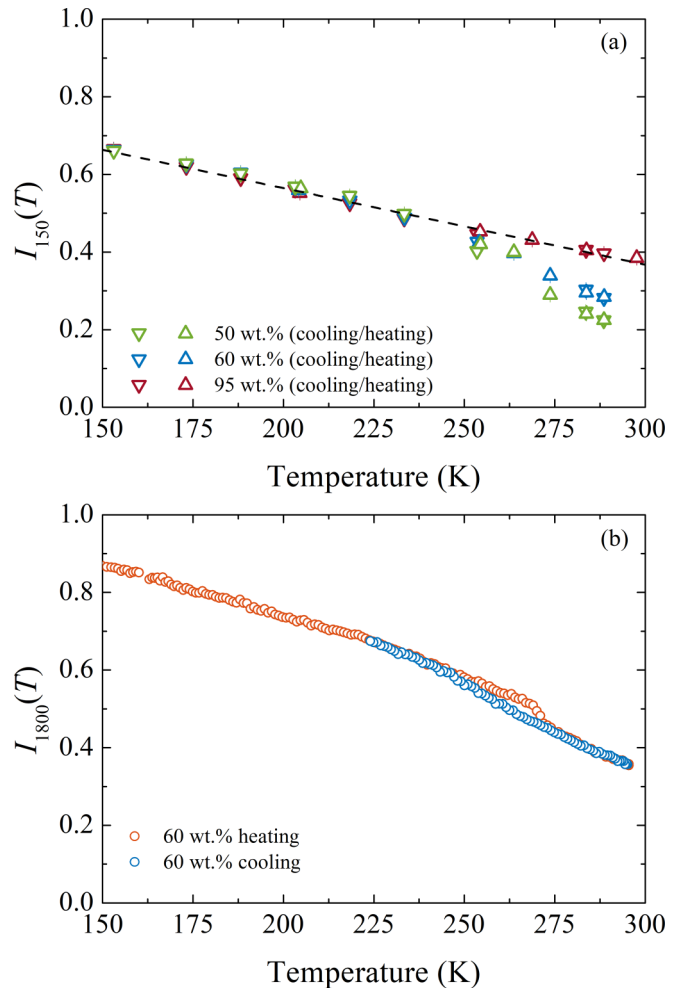 1.0
(a)
0.8
0.6
I150(T)
0.4
0.2
50 wt.% (cooling/heating)
60 wt.% (cooling/heating)
95 wt.% (cooling/heating)
0.0
150 175 200 225 250 275 300
Temperature (K)
1.0
(b)
0.8
0.6
I1800(T)
0.4
0.2
60 wt.% heating
60 wt.% cooling
0.0
150 175 200 225 250 275 300
Temperature (K)